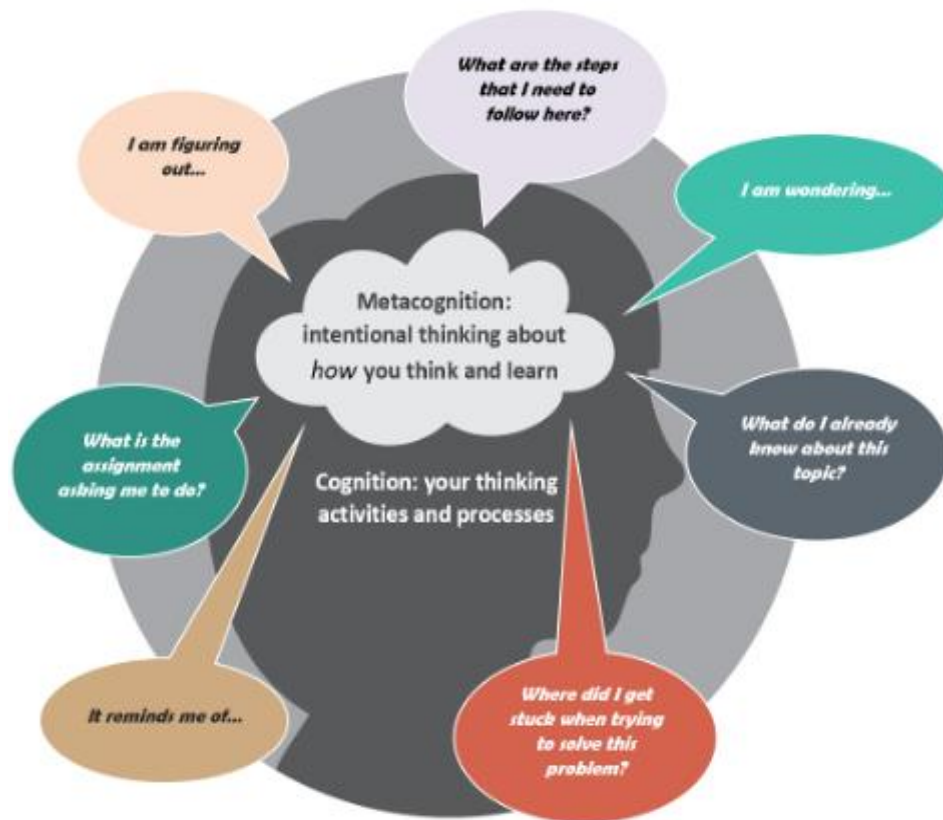 What are the steps
that I need to
follow here?
I am figuring
out...
I am wondering...
Metacognition:
intentional thinking about
how you think and learn
What is the
assignment
asking me to do?
What do I already
know about this
topic?
Cognition: your thinking
activities and processes
It reminds me of...
Where did I get
stuck when trying
to solve this
problem?